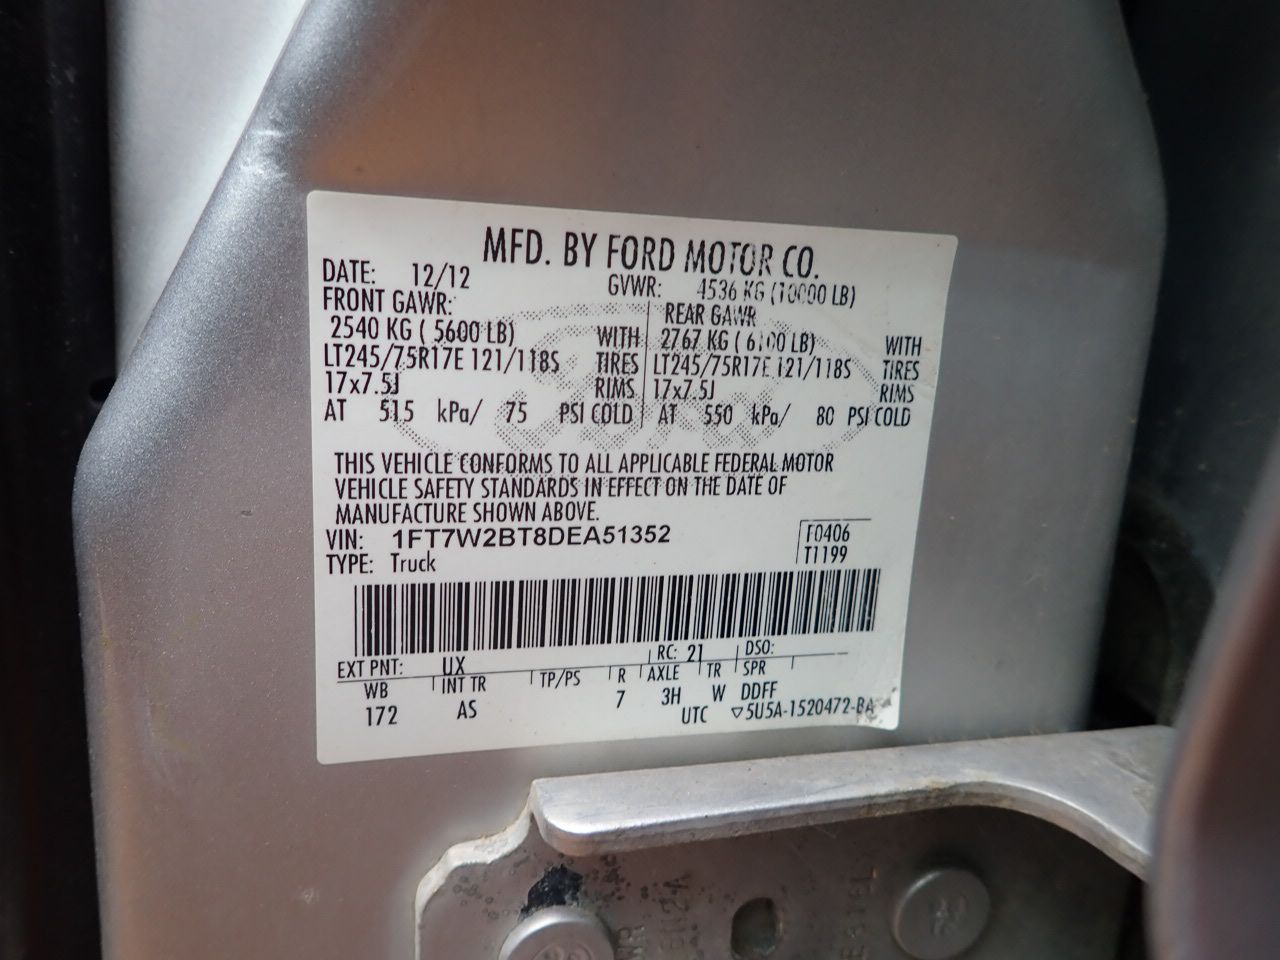 MFD. BY FORD MOTOR CO.
DATE: 12/12 GVWR: 4536 KG (10000 LB)
FRONT GAWR: REAR GAWR
2540 KG ( 5600 LB) WITH 2767 KG ( 6100 LB) WITH
LT245/75R17E 121/118S TIRES LT245/75R17E 121/118S TIRES
17x7.5J RIMS 17x7.5J RIMS
AT 515 kPa/ 75 PSI COLD AT 550 kPa/ 80 PSI COLD
THIS VEHICLE CONFORMS TO ALL APPLICABLE FEDERAL MOTOR
VEHICLE SAFETY STANDARDS IN EFFECT ON THE DATE OF
MANUFACTURE SHOWN ABOVE.
VIN: 1FT7W2BT8DEA51352 F0406
TYPE: Truck T1199
EXT PNT: UX RC: 21 DSO:
WB INT TR TP/PS R AXLE TR SPR
172 AS 7 3H W DDFF
UTC ▽5U5A-1520472-BA